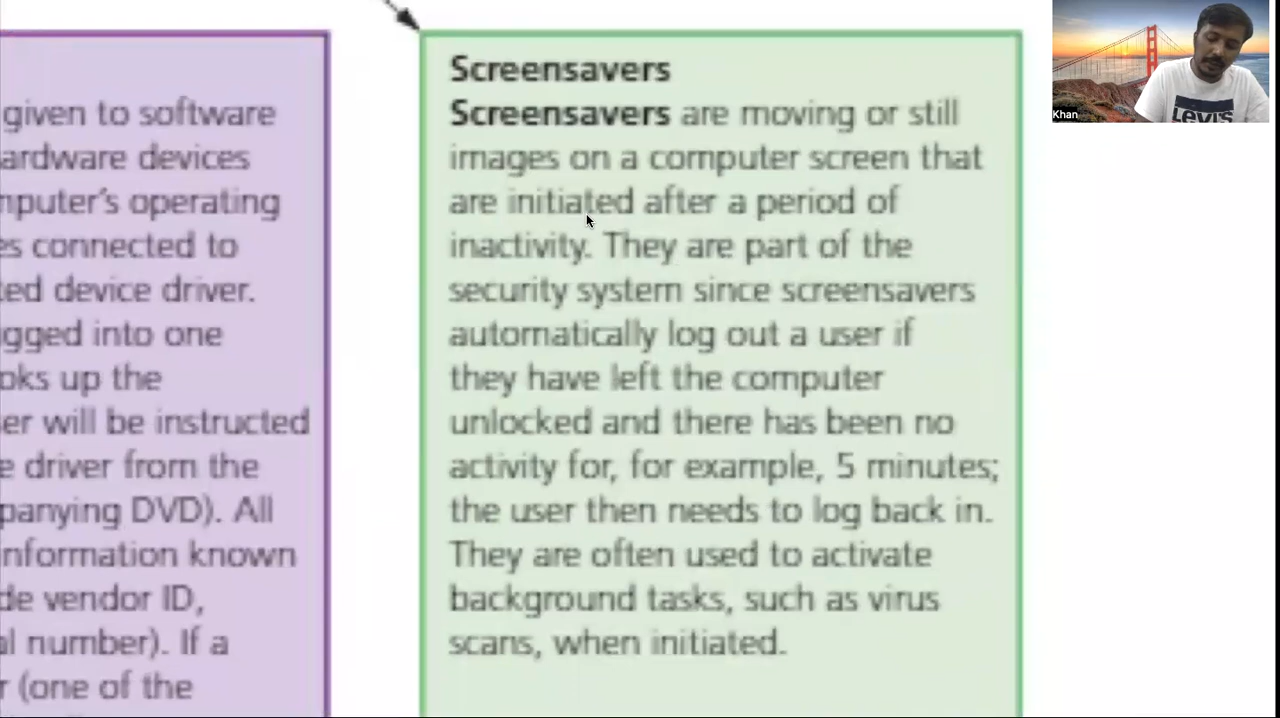 given to software
ardware devices
nputer's operating
es connected to
ted device driver.
gged into one
oks up the
er will be instructed
e driver from the
panying DVD). All
information known
de vendor ID,
al number). If a
r (one of the
Screensavers
Screensavers are moving or still
images on a computer screen that
are initiated after a period of
inactivity. They are part of the
security system since screensavers
automatically log out a user if
they have left the computer
unlocked and there has been no
activity for, for example, 5 minutes;
the user then needs to log back in.
They are often used to activate
background tasks, such as virus
scans, when initiated.
Khan
LEVI'S